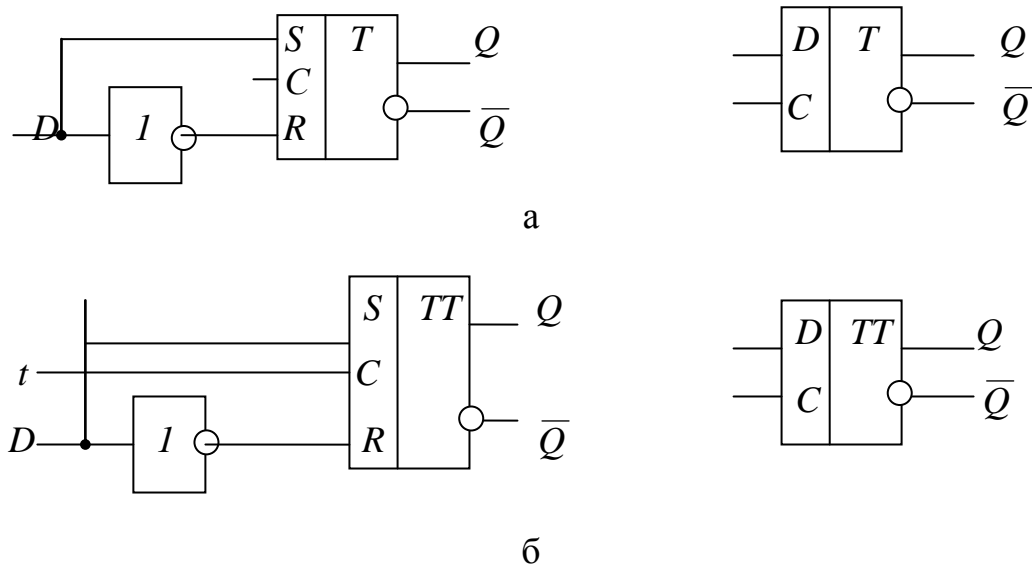 S T Q D T Q
C Q̅ C Q̅
D 1 R
а
S TT Q D TT Q
t C C Q̅
D 1 R Q̅
б